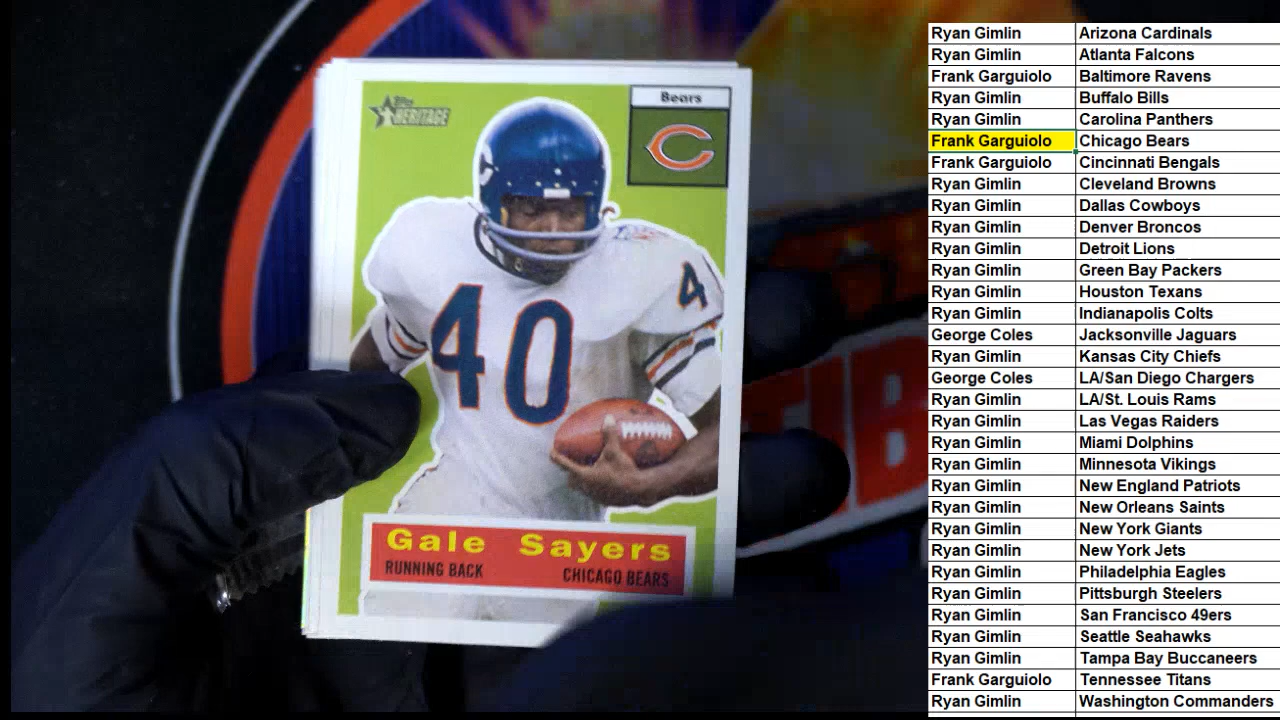 Topps
HERITAGE
Bears
40
40
Gale Sayers
RUNNING BACK
CHICAGO BEARS
TIB
Ryan Gimlin Arizona Cardinals
Ryan Gimlin Atlanta Falcons
Frank Garguiolo Baltimore Ravens
Ryan Gimlin Buffalo Bills
Ryan Gimlin Carolina Panthers
Frank Garguiolo Chicago Bears
Frank Garguiolo Cincinnati Bengals
Ryan Gimlin Cleveland Browns
Ryan Gimlin Dallas Cowboys
Ryan Gimlin Denver Broncos
Ryan Gimlin Detroit Lions
Ryan Gimlin Green Bay Packers
Ryan Gimlin Houston Texans
Ryan Gimlin Indianapolis Colts
George Coles Jacksonville Jaguars
Ryan Gimlin Kansas City Chiefs
George Coles LA/San Diego Chargers
Ryan Gimlin LA/St. Louis Rams
Ryan Gimlin Las Vegas Raiders
Ryan Gimlin Miami Dolphins
Ryan Gimlin Minnesota Vikings
Ryan Gimlin New England Patriots
Ryan Gimlin New Orleans Saints
Ryan Gimlin New York Giants
Ryan Gimlin New York Jets
Ryan Gimlin Philadelphia Eagles
Ryan Gimlin Pittsburgh Steelers
Ryan Gimlin San Francisco 49ers
Ryan Gimlin Seattle Seahawks
Ryan Gimlin Tampa Bay Buccaneers
Frank Garguiolo Tennessee Titans
Ryan Gimlin Washington Commanders